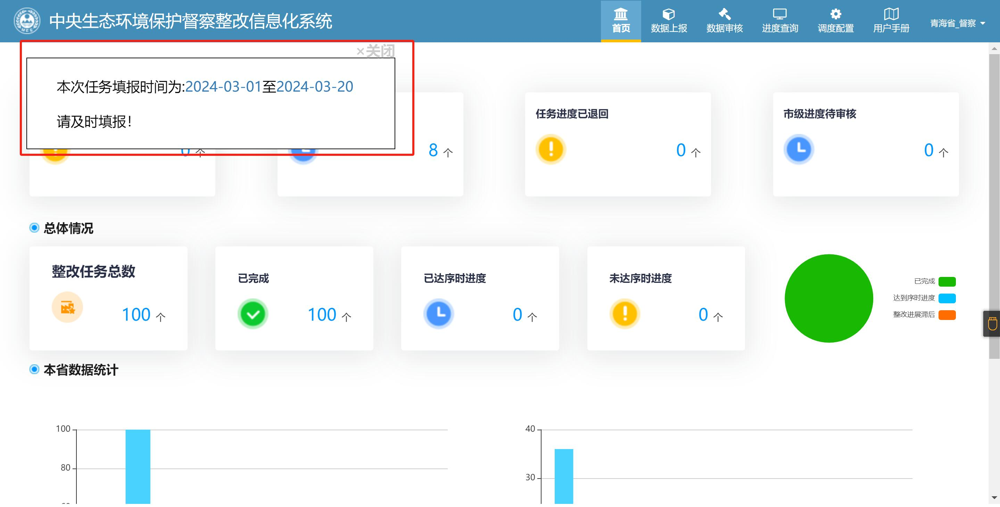 中央生态环境保护督察整改信息化系统
首页
数据上报
数据审核
进度查询
调度配置
用户手册
青海省_督察
×关闭
本次任务填报时间为:2024-03-01至2024-03-20
请及时填报！
个
8 个
任务进度已退回
0 个
市级进度待审核
0 个
总体情况
整改任务总数
100 个
已完成
100 个
已达序时进度
0 个
未达序时进度
0 个
已完成
达到序时进度
整改进展滞后
本省数据统计
100
80
40
30